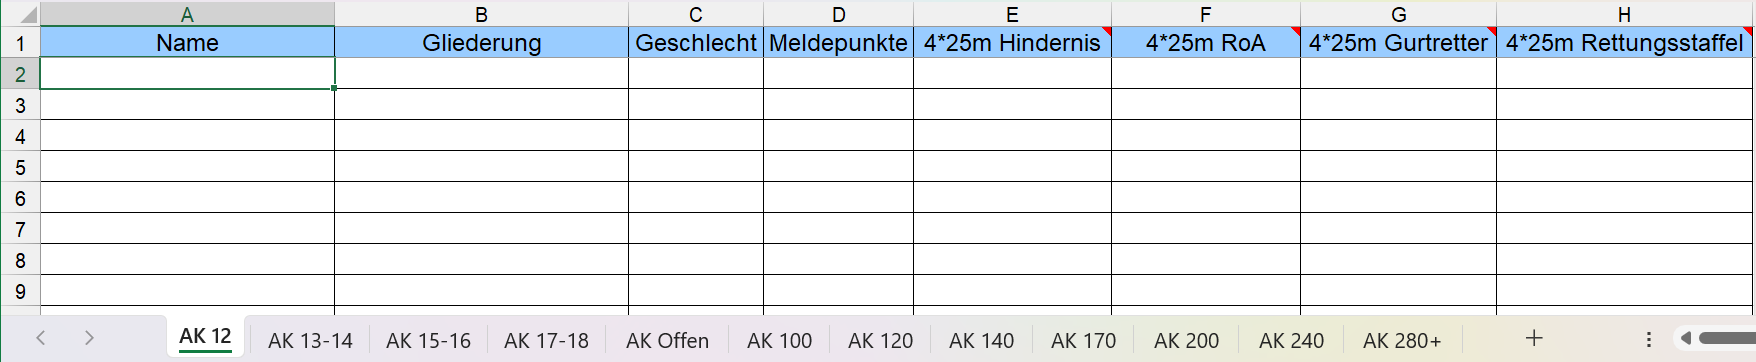 A B C D E F G H
1 Name Gliederung Geschlecht Meldepunkte 4*25m Hindernis 4*25m RoA 4*25m Gurtretter 4*25m Rettungsstaffel
2
3
4
5
6
7
8
9
AK 12 AK 13-14 AK 15-16 AK 17-18 AK Offen AK 100 AK 120 AK 140 AK 170 AK 200 AK 240 AK 280+